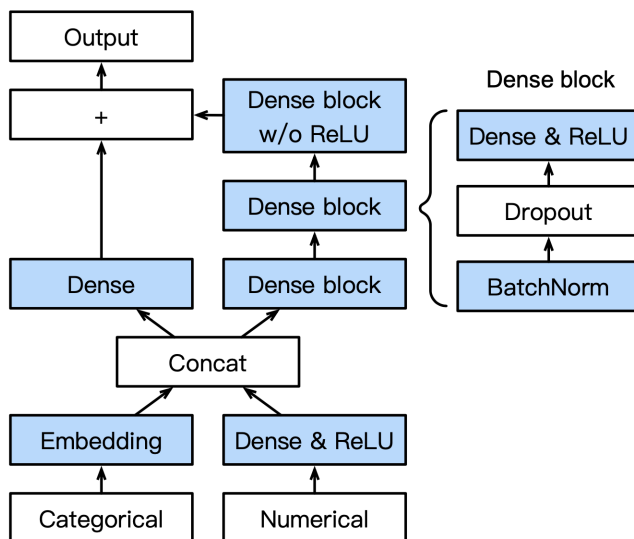 Output
+
Dense block
w/o ReLU
Dense block
Dense
Dense block
Concat
Embedding
Dense & ReLU
Categorical
Numerical
Dense block
Dense & ReLU
Dropout
BatchNorm